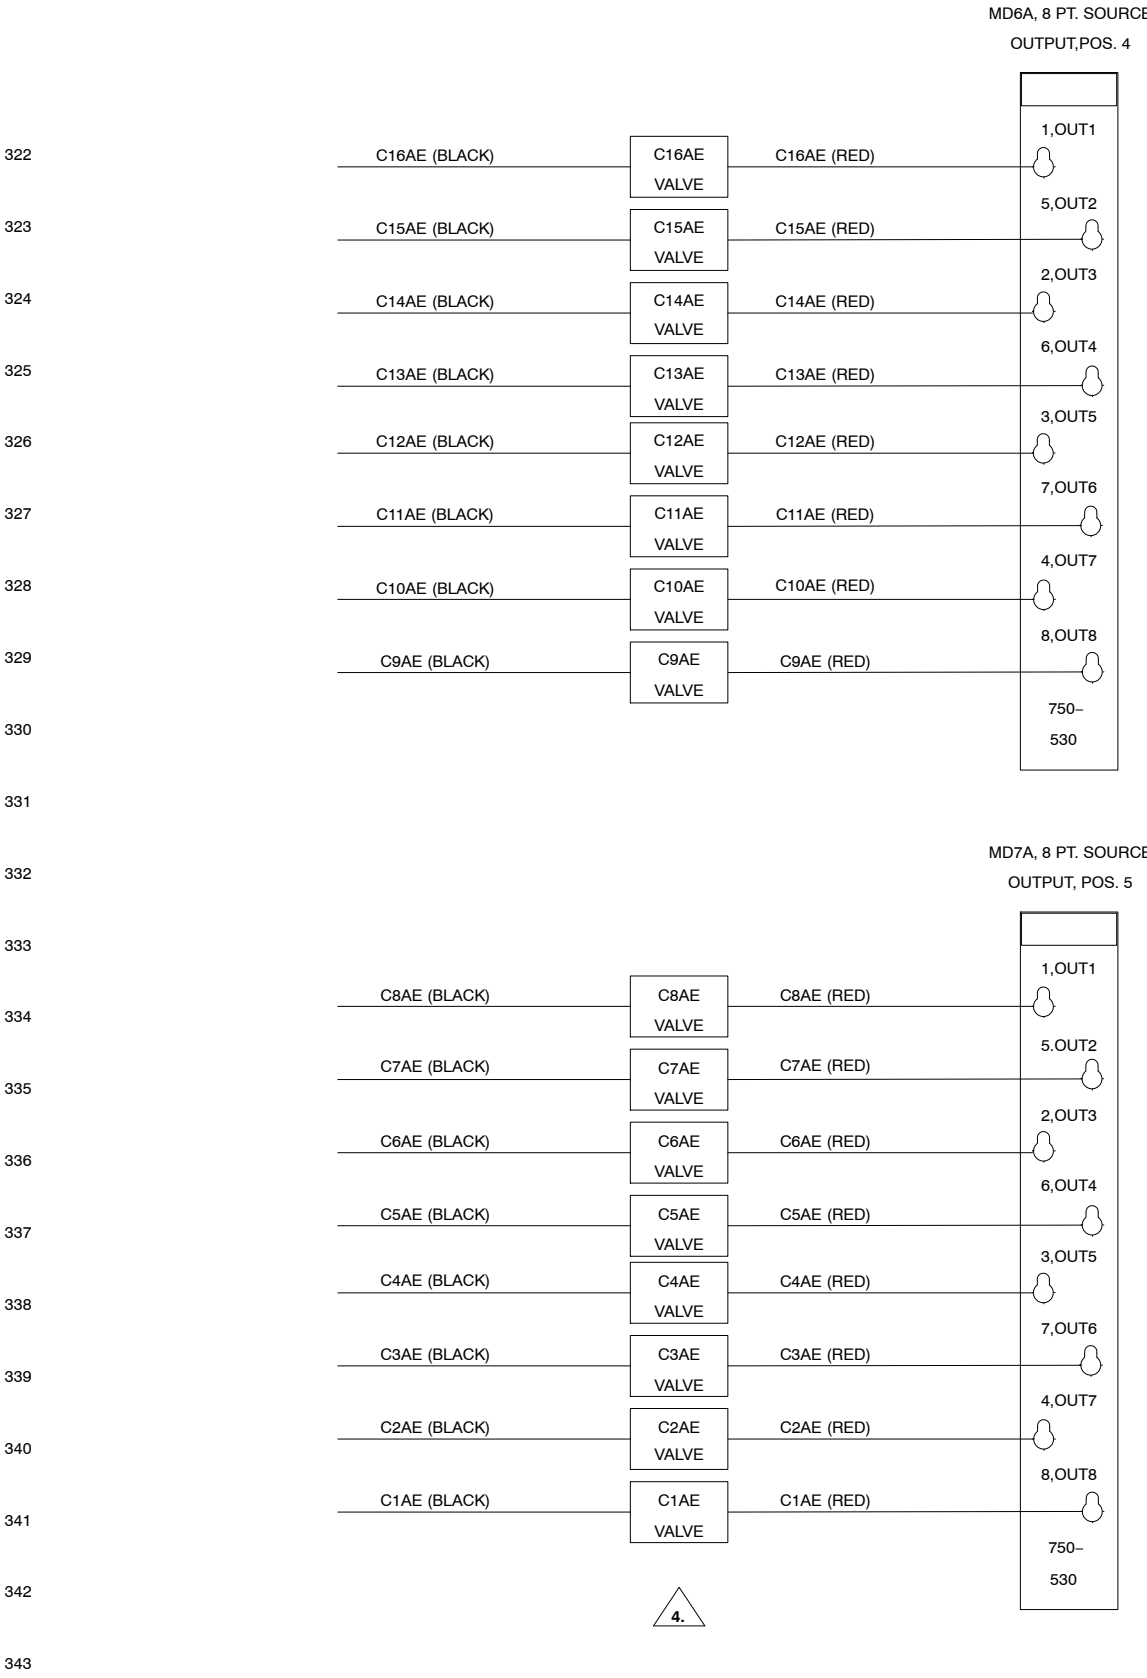 MD6A, 8 PT. SOURCE
OUTPUT,POS. 4
1,OUT1
322 C16AE (BLACK) C16AE C16AE (RED)
VALVE
5,OUT2
323 C15AE (BLACK) C15AE C15AE (RED)
VALVE
2,OUT3
324 C14AE (BLACK) C14AE C14AE (RED)
VALVE
6,OUT4
325 C13AE (BLACK) C13AE C13AE (RED)
VALVE
3,OUT5
326 C12AE (BLACK) C12AE C12AE (RED)
VALVE
7,OUT6
327 C11AE (BLACK) C11AE C11AE (RED)
VALVE
4,OUT7
328 C10AE (BLACK) C10AE C10AE (RED)
VALVE
8,OUT8
329 C9AE (BLACK) C9AE C9AE (RED)
VALVE
750–
330
530
331
MD7A, 8 PT. SOURCE
332
OUTPUT, POS. 5
333
1,OUT1
C8AE (BLACK) C8AE C8AE (RED)
334
VALVE
5.OUT2
C7AE (BLACK) C7AE C7AE (RED)
335
VALVE
2,OUT3
C6AE (BLACK) C6AE C6AE (RED)
336
VALVE
6,OUT4
C5AE (BLACK) C5AE C5AE (RED)
337
VALVE
3,OUT5
C4AE (BLACK) C4AE C4AE (RED)
338
VALVE
7,OUT6
C3AE (BLACK) C3AE C3AE (RED)
339
VALVE
4,OUT7
C2AE (BLACK) C2AE C2AE (RED)
340
VALVE
8,OUT8
C1AE (BLACK) C1AE C1AE (RED)
341
VALVE
750–
530
342
4.
343